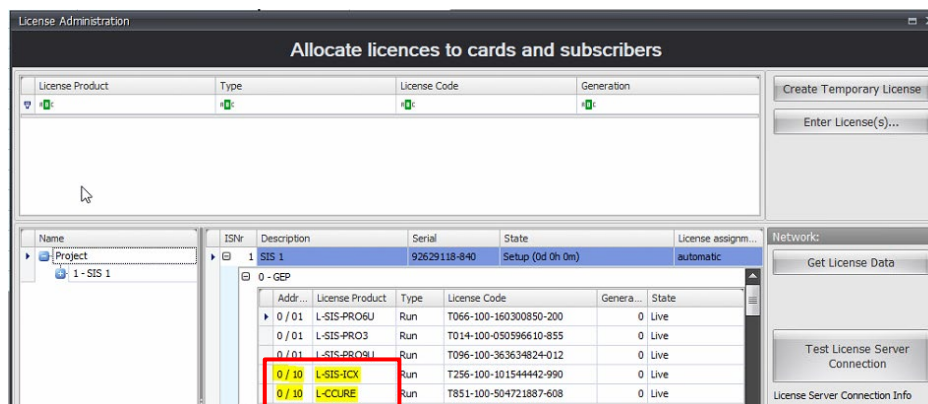 License Administration
Allocate licences to cards and subscribers
License Product Type License Code Generation
Create Temporary License
Enter License(s)...
Name
Project
1 - SIS 1
ISNr Description Serial State License assignm...
1 SIS 1 92629118-840 Setup (0d 0h 0m) automatic
0 - GEP
Addr... License Product Type License Code Genera... State
0 / 01 L-SIS-PRO6U Run T066-100-160300850-200 0 Live
0 / 01 L-SIS-PRO3 Run T014-100-050596610-855 0 Live
0 / 01 L-SIS-PRO9U Run T096-100-363634824-012 0 Live
0 / 10 L-SIS-ICX Run T256-100-101544442-990 0 Live
0 / 10 L-CCURE Run T851-100-504721887-608 0 Live
Network:
Get License Data
Test License Server
Connection
License Server Connection Info